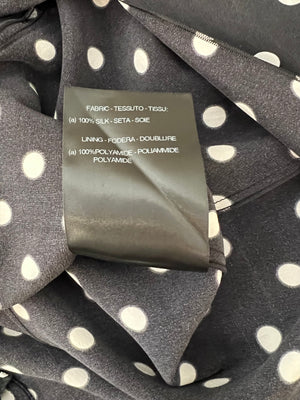 FABRIC - TESSUTO - TISSU:
(a) 100% SILK - SETA - SOIE
LINING - FODERA - DOUBLURE
(a) 100%POLYAMIDE - POLIAMMIDE
POLYAMIDE